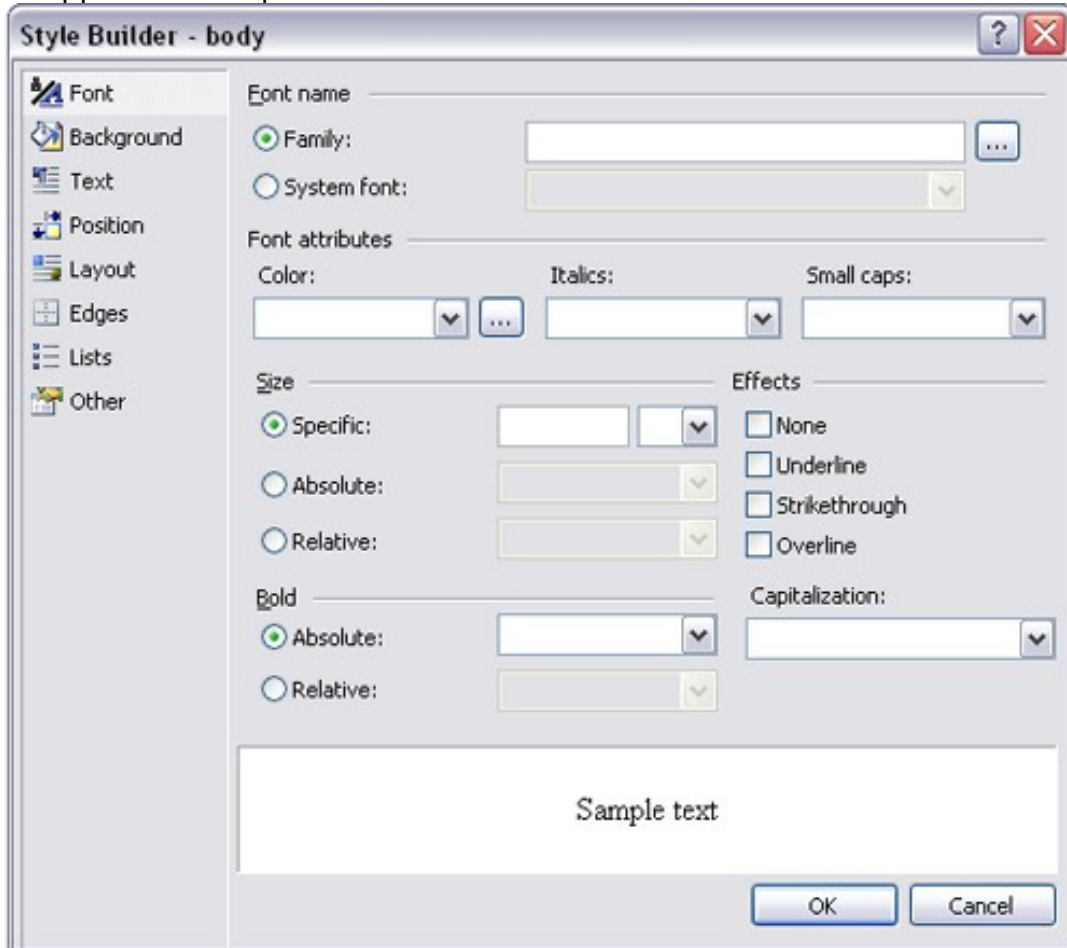 Style Builder - body
Font
Background
Text
Position
Layout
Edges
Lists
Other
Font name
Family:
...
System font:
Font attributes
Color:
Italics:
Small caps:
...
Size
Specific:
Absolute:
Relative:
Effects
None
Underline
Strikethrough
Overline
Bold
Absolute:
Relative:
Capitalization:
Sample text
OK
Cancel